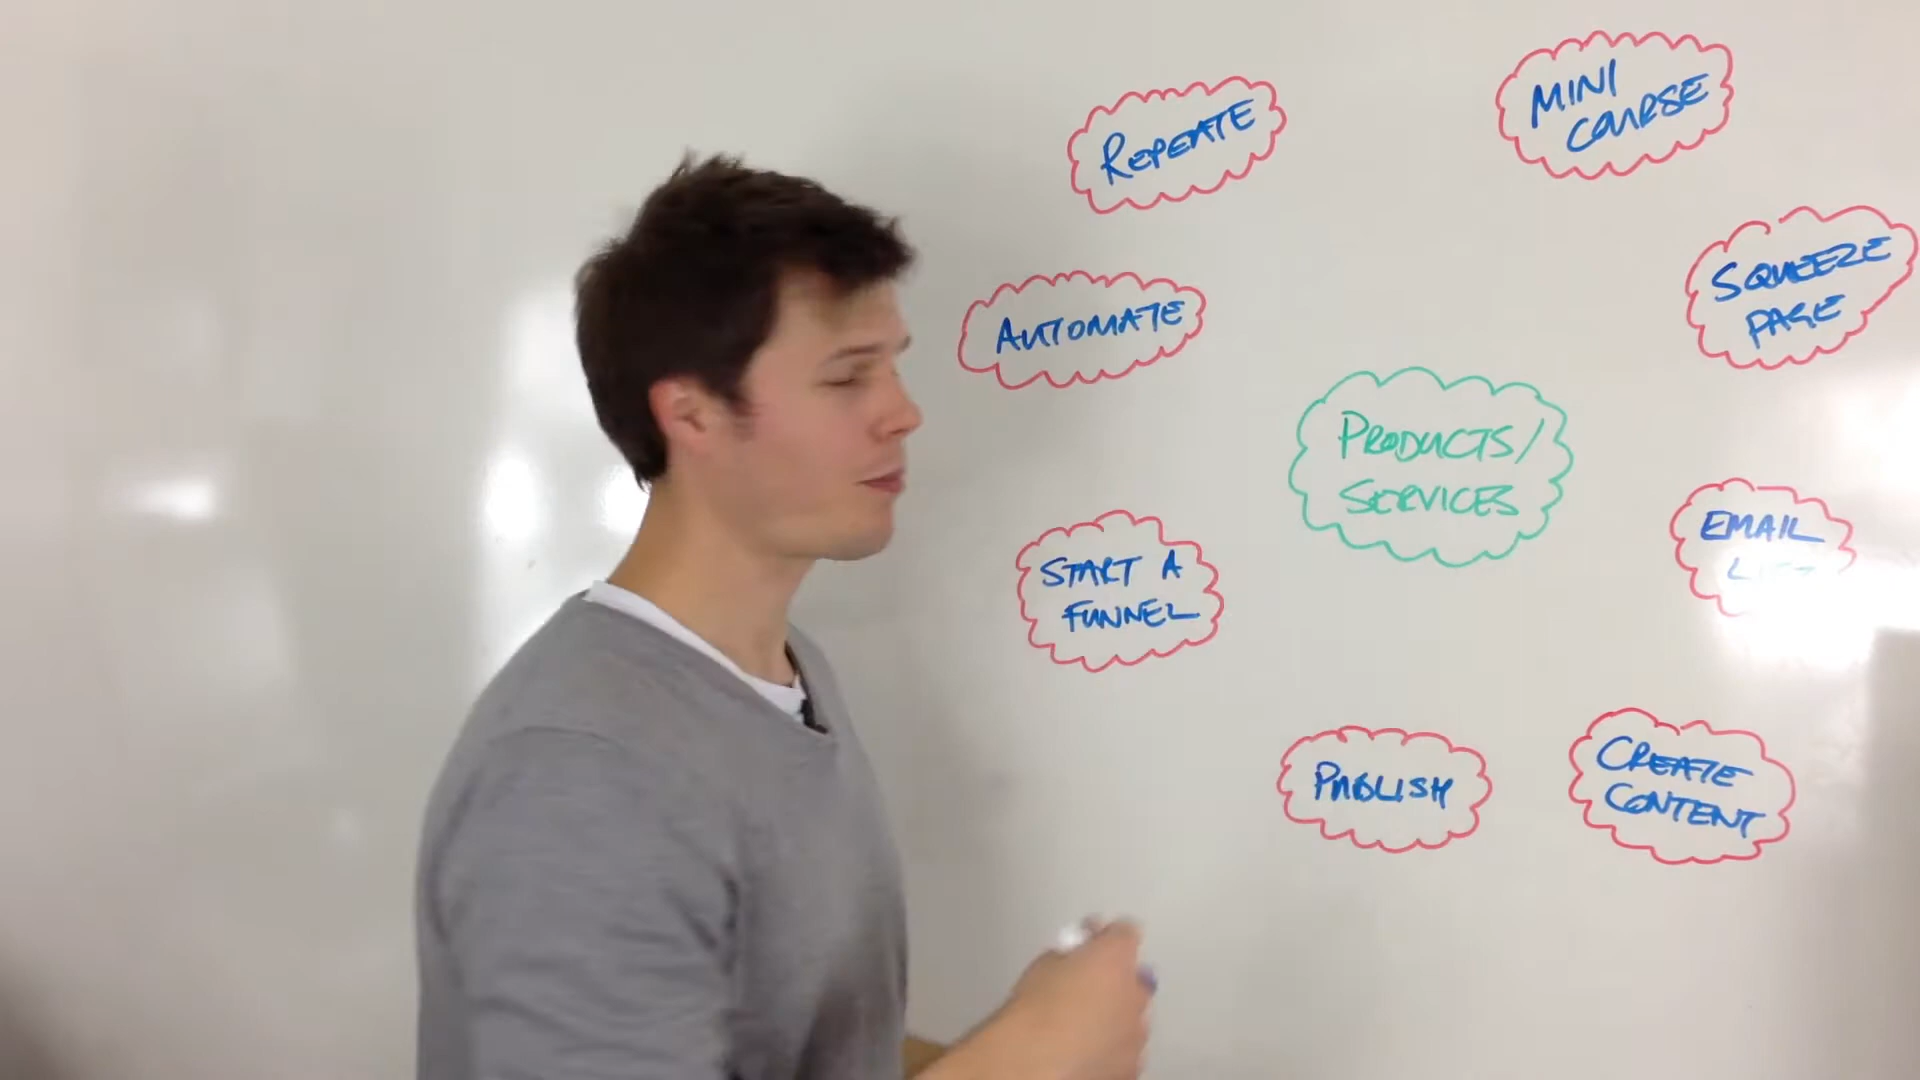 REPEATE
MINI
COURSE
SQUEEZE
PAGE
AUTOMATE
PRODUCTS/
SERVICES
EMAIL
START A
FUNNEL
PUBLISH
CREATE
CONTENT